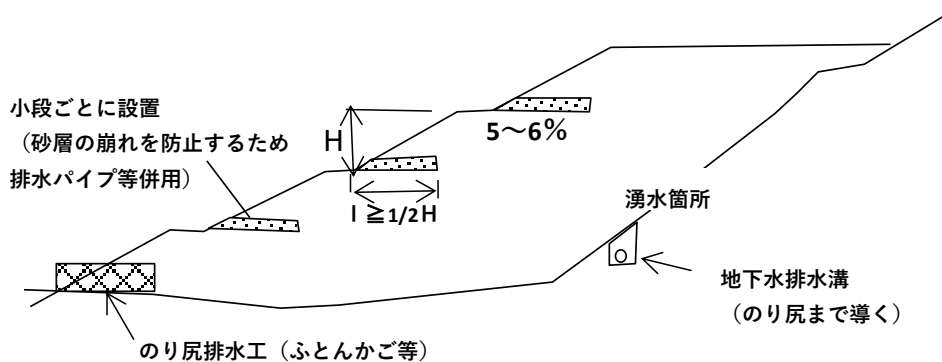 小段ごとに設置
（砂層の崩れを防止するため
排水パイプ等併用）
H
5～6％
l ≧1/2H
湧水箇所
地下水排水溝
（のり尻まで導く）
のり尻排水工（ふとんかご等）